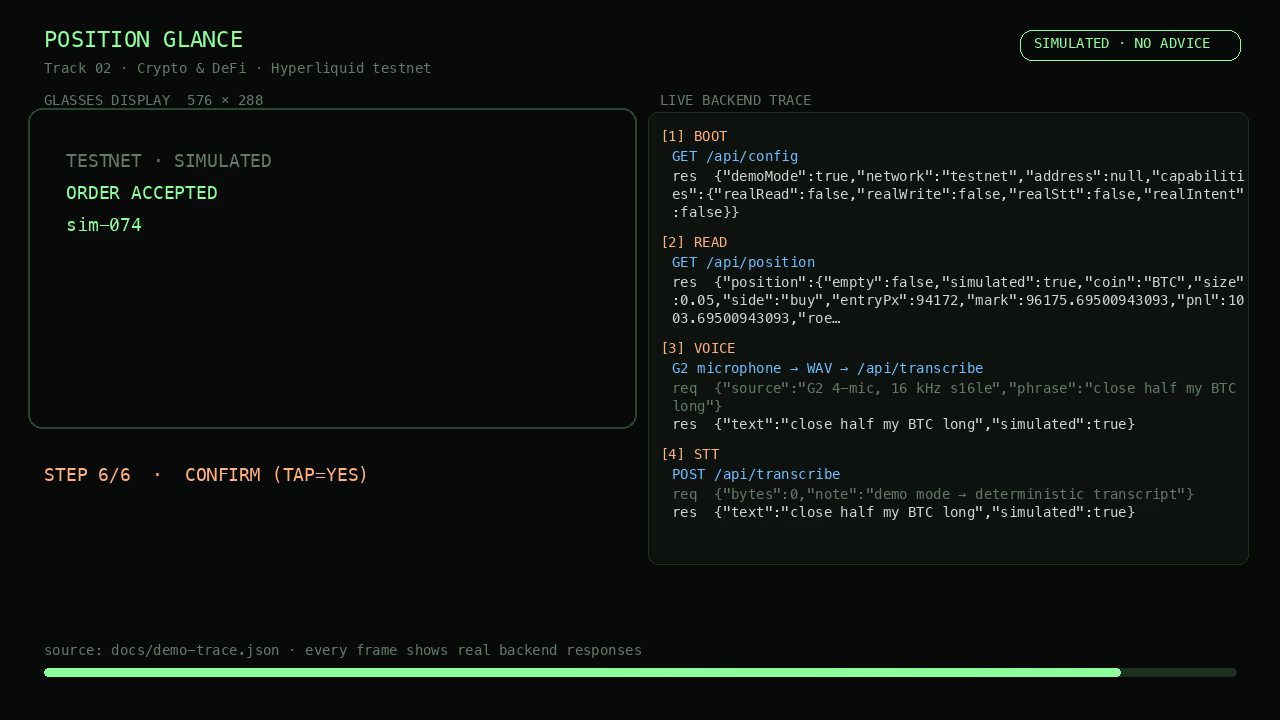 POSITION GLANCE
Track 02 · Crypto & DeFi · Hyperliquid testnet
SIMULATED · NO ADVICE
GLASSES DISPLAY  576 × 288
TESTNET · SIMULATED
ORDER ACCEPTED
sim−074
STEP 6/6  ·  CONFIRM (TAP=YES)
LIVE BACKEND TRACE
[1] BOOT
GET /api/config
res  {"demoMode":true,"network":"testnet","address":null,"capabiliti
es":{"realRead":false,"realWrite":false,"realStt":false,"realIntent"
:false}}
[2] READ
GET /api/position
res  {"position":{"empty":false,"simulated":true,"coin":"BTC","size"
:0.05,"side":"buy","entryPx":94172,"mark":96175.69500943093,"pnl":10
03.69500943093,"roe…
[3] VOICE
G2 microphone → WAV → /api/transcribe
req  {"source":"G2 4−mic, 16 kHz s16le","phrase":"close half my BTC
long"}
res  {"text":"close half my BTC long","simulated":true}
[4] STT
POST /api/transcribe
req  {"bytes":0,"note":"demo mode → deterministic transcript"}
res  {"text":"close half my BTC long","simulated":true}
source: docs/demo−trace.json · every frame shows real backend responses